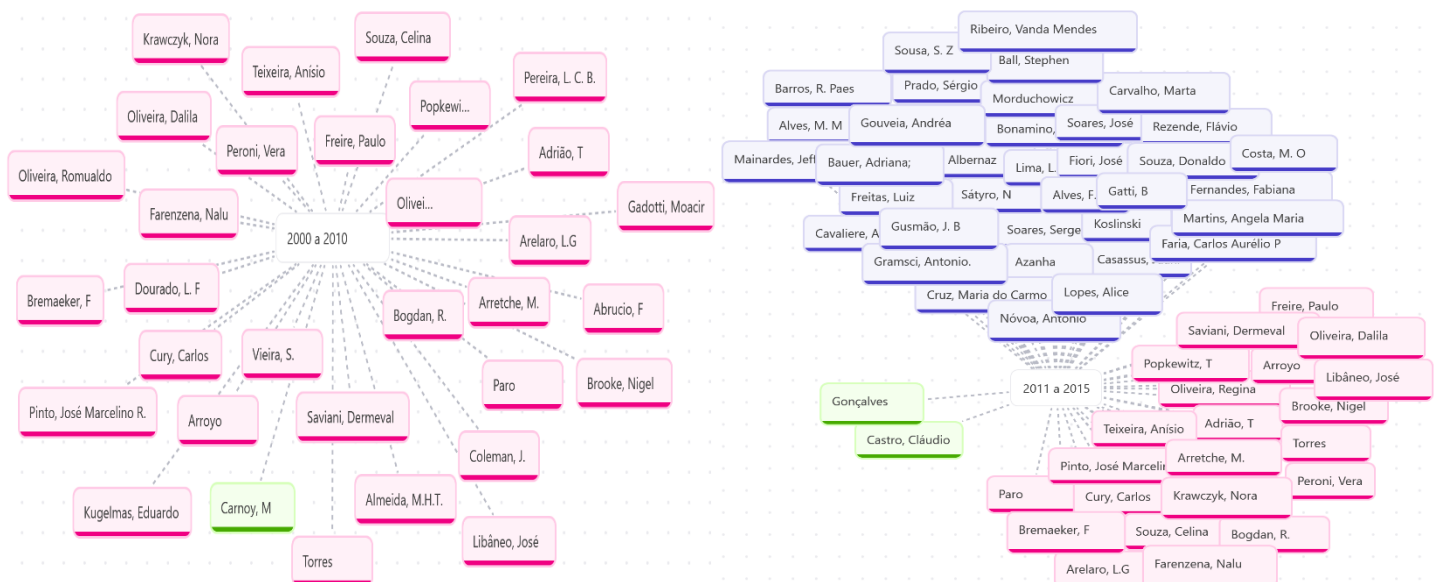 Krawczyk, Nora
Souza, Celina
Teixeira, Anísio
Pereira, L. C. B.
Popkewi...
Oliveira, Dalila
Peroni, Vera
Freire, Paulo
Adrião, T
Oliveira, Romualdo
Farenzena, Nalu
Olivei...
Gadotti, Moacir
2000 a 2010
Arelaro, L.G
Bremaeker, F
Dourado, L. F
Bogdan, R.
Arretche, M.
Abrucio, F
Cury, Carlos
Vieira, S.
Paro
Brooke, Nigel
Pinto, José Marcelino R.
Arroyo
Saviani, Dermeval
Coleman, J.
Kugelmas, Eduardo
Carnoy, M
Almeida, M.H.T.
Libâneo, José
Torres
Ribeiro, Vanda Mendes
Sousa, S. Z
Ball, Stephen
Barros, R. Paes
Prado, Sérgio
Morduchowicz
Carvalho, Marta
Alves, M. M
Gouveia, Andréa
Bonamino,
Soares, José
Rezende, Flávio
Mainardes, Jeff
Bauer, Adriana;
Albernaz
Lima, L.
Fiori, José
Souza, Donaldo
Costa, M. O
Freitas, Luiz
Sátyro, N
Alves, F.
Gatti, B
Fernandes, Fabiana
Cavaliere, A
Gusmão, J. B
Soares, Serge
Koslinski
Martins, Angela Maria
Faria, Carlos Aurélio P
Gramsci, Antonio.
Azanha
Casassus,
Cruz, Maria do Carmo
Lopes, Alice
Nóvoa, Antonio
Freire, Paulo
Saviani, Dermeval
Oliveira, Dalila
Popkewitz, T
Arroyo
Libâneo, José
2011 a 2015
Oliveira, Regina
Gonçalves
Brooke, Nigel
Castro, Cláudio
Teixeira, Anísio
Adrião, T
Torres
Pinto, José Marcelin
Arretche, M.
Peroni, Vera
Paro
Cury, Carlos
Krawczyk, Nora
Bremaeker, F
Souza, Celina
Bogdan, R.
Arelaro, L.G
Farenzena, Nalu